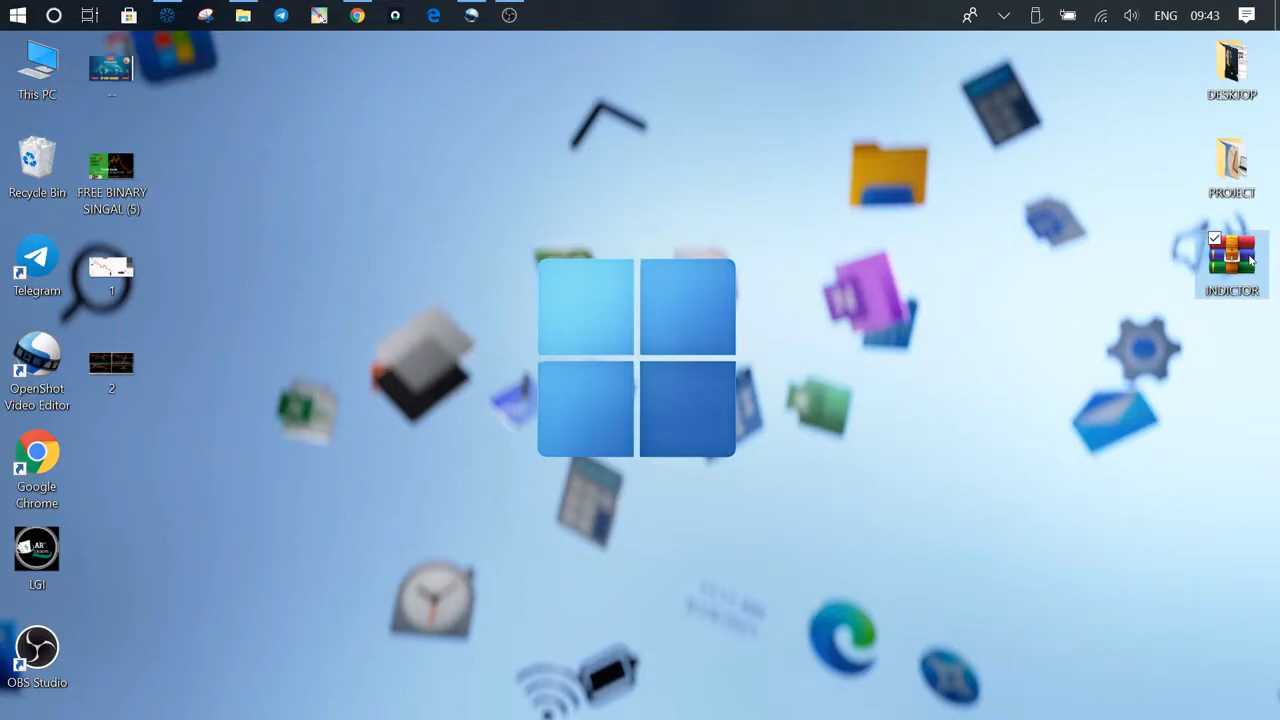 ENG
09:43
This PC
--
DESKTOP
Recycle Bin
FREE BINARY
SINGAL (5)
PROJECT
Telegram
1
INDICTOR
OpenShot
Video Editor
2
Google
Chrome
LGI
OBS Studio